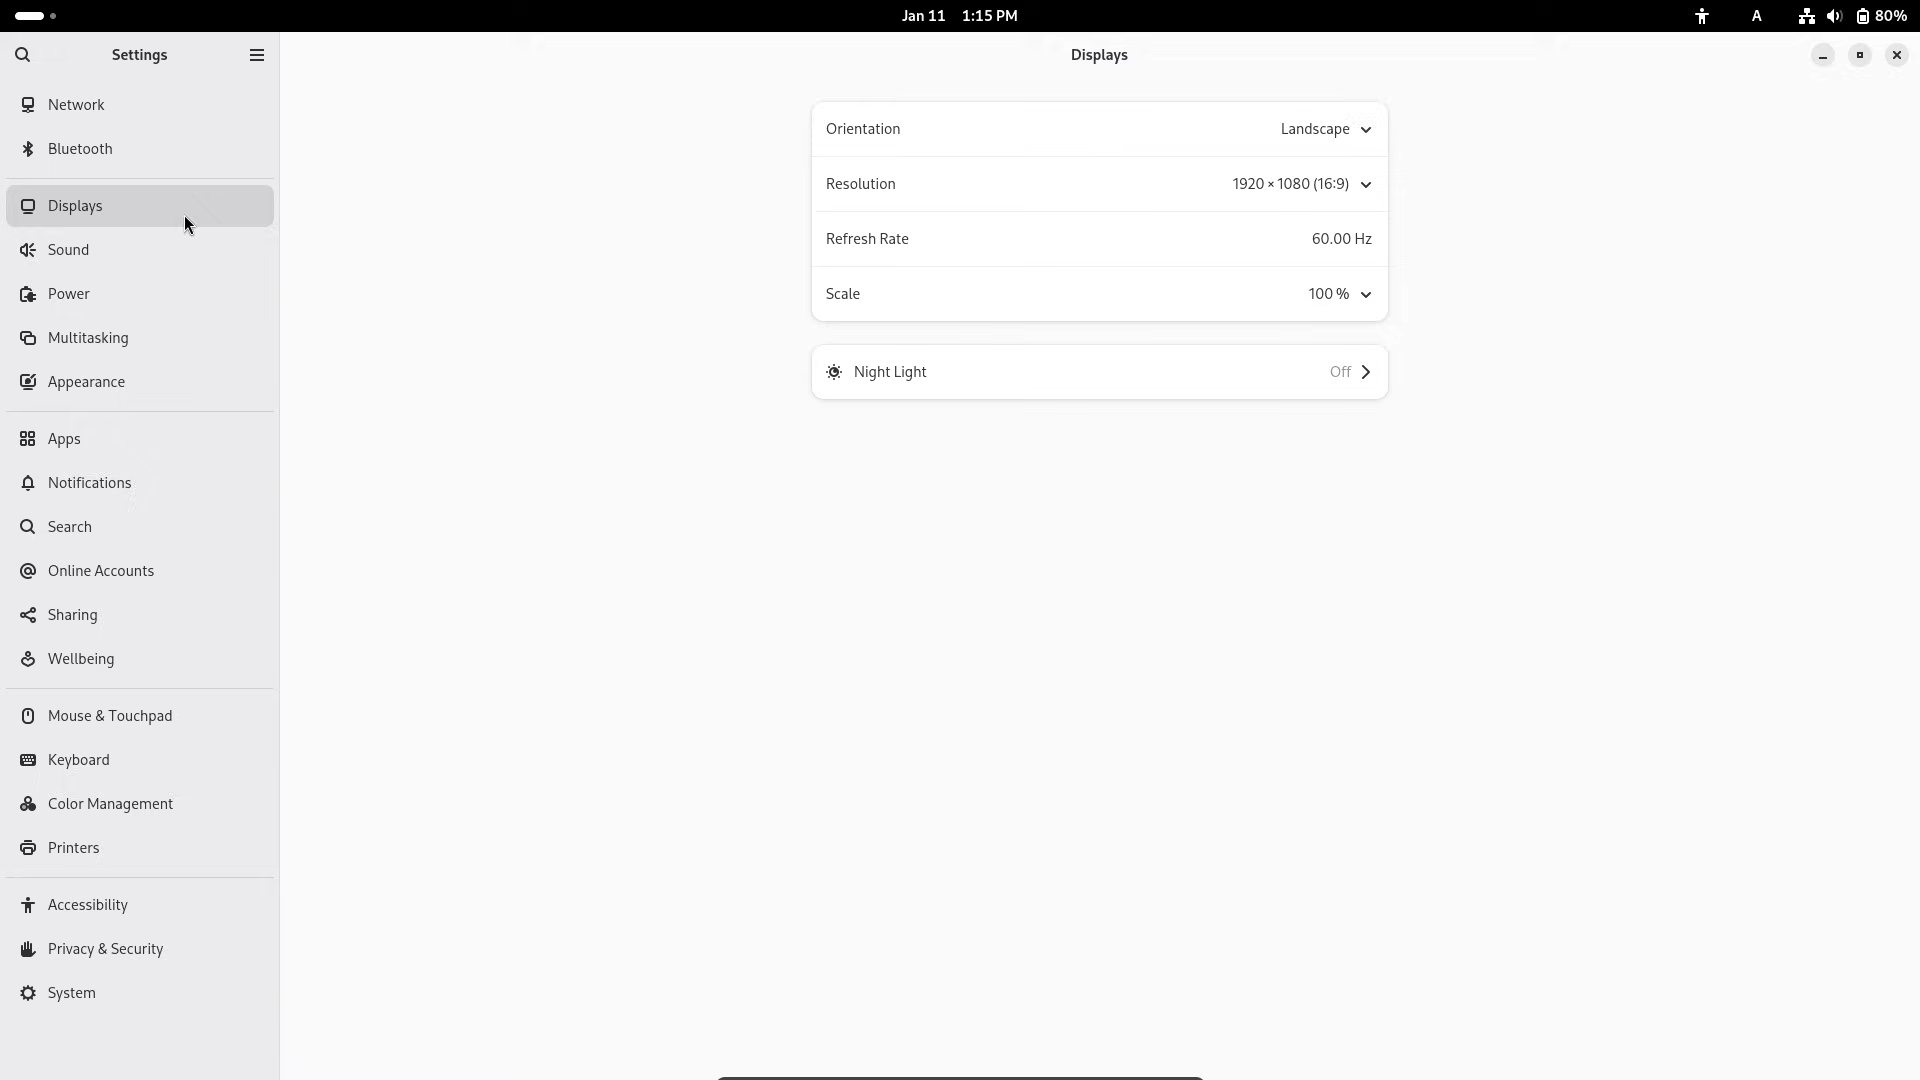 Jan 11 1:15 PM
A
80%
Settings
Displays
Network
Bluetooth
Displays
Sound
Power
Multitasking
Appearance
Apps
Notifications
Search
Online Accounts
Sharing
Wellbeing
Mouse & Touchpad
Keyboard
Color Management
Printers
Accessibility
Privacy & Security
System
Orientation Landscape
Resolution 1920 × 1080 (16:9)
Refresh Rate 60.00 Hz
Scale 100 %
Night Light Off